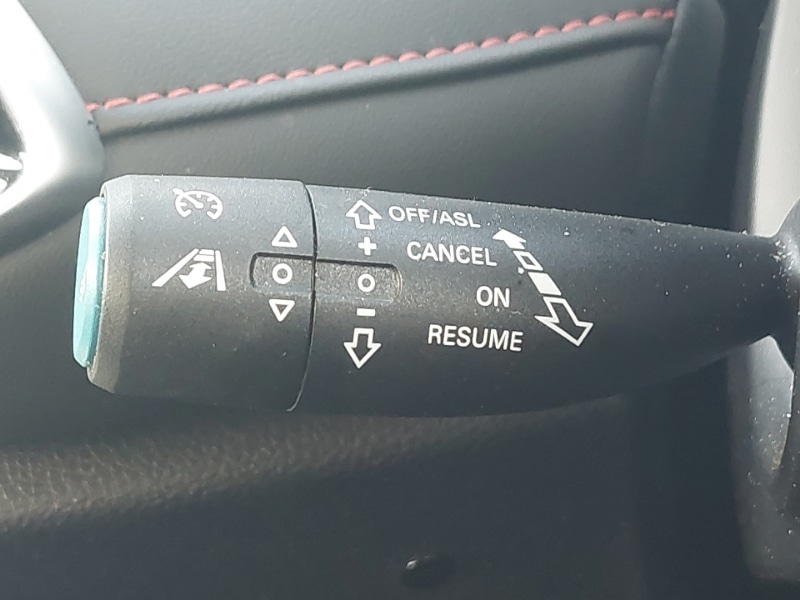 OFF/ASL
+
CANCEL
ON
−
RESUME